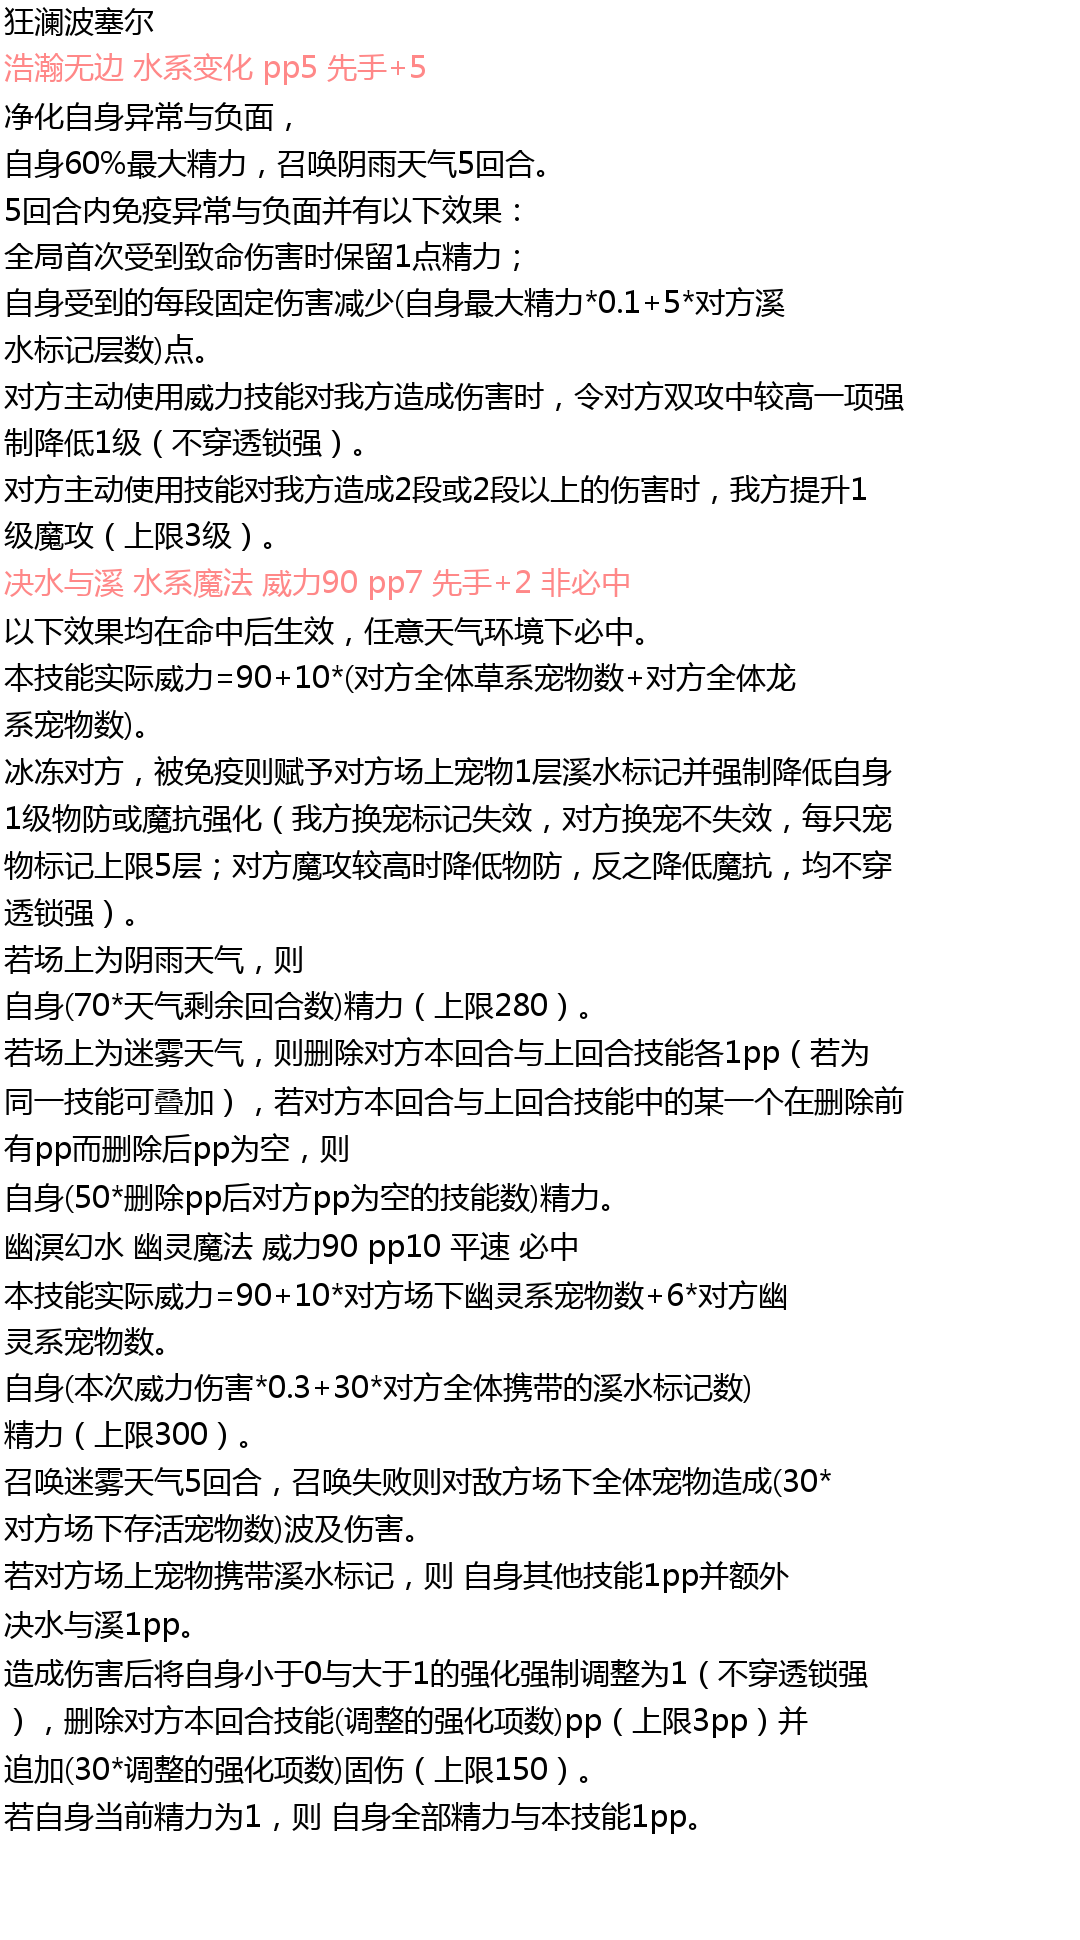 狂澜波塞尔
浩瀚无边 水系变化 pp5 先手+5
净化自身异常与负面，
自身60%最大精力，召唤阴雨天气5回合。
5回合内免疫异常与负面并有以下效果：
全局首次受到致命伤害时保留1点精力；
自身受到的每段固定伤害减少(自身最大精力*0.1+5*对方溪
水标记层数)点。
对方主动使用威力技能对我方造成伤害时，令对方双攻中较高一项强
制降低1级（不穿透锁强）。
对方主动使用技能对我方造成2段或2段以上的伤害时，我方提升1
级魔攻（上限3级）。
决水与溪 水系魔法 威力90 pp7 先手+2 非必中
以下效果均在命中后生效，任意天气环境下必中。
本技能实际威力=90+10*(对方全体草系宠物数+对方全体龙
系宠物数)。
冰冻对方，被免疫则赋予对方场上宠物1层溪水标记并强制降低自身
1级物防或魔抗强化（我方换宠标记失效，对方换宠不失效，每只宠
物标记上限5层；对方魔攻较高时降低物防，反之降低魔抗，均不穿
透锁强）。
若场上为阴雨天气，则
自身(70*天气剩余回合数)精力（上限280）。
若场上为迷雾天气，则删除对方本回合与上回合技能各1pp（若为
同一技能可叠加），若对方本回合与上回合技能中的某一个在删除前
有pp而删除后pp为空，则
自身(50*删除pp后对方pp为空的技能数)精力。
幽溟幻水 幽灵魔法 威力90 pp10 平速 必中
本技能实际威力=90+10*对方场下幽灵系宠物数+6*对方幽
灵系宠物数。
自身(本次威力伤害*0.3+30*对方全体携带的溪水标记数)
精力（上限300）。
召唤迷雾天气5回合，召唤失败则对敌方场下全体宠物造成(30*
对方场下存活宠物数)波及伤害。
若对方场上宠物携带溪水标记，则 自身其他技能1pp并额外
决水与溪1pp。
造成伤害后将自身小于0与大于1的强化强制调整为1（不穿透锁强
），删除对方本回合技能(调整的强化项数)pp（上限3pp）并
追加(30*调整的强化项数)固伤（上限150）。
若自身当前精力为1，则 自身全部精力与本技能1pp。